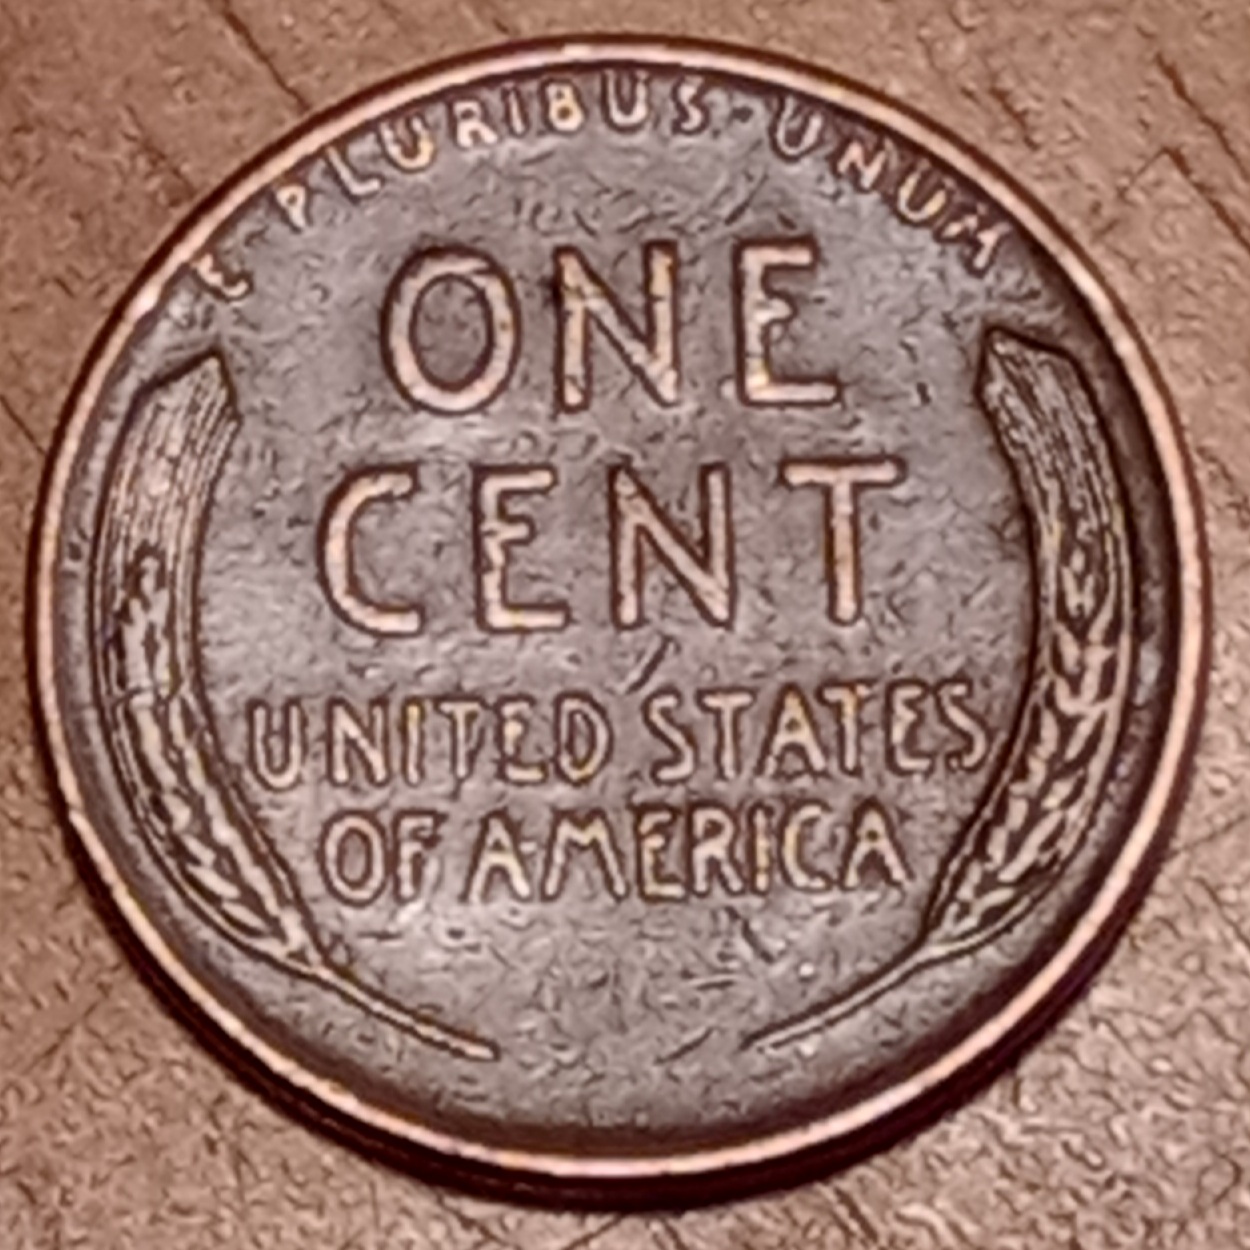 E PLURIBUS · UNUM
ONE
CENT
UNITED STATES
OF AMERICA